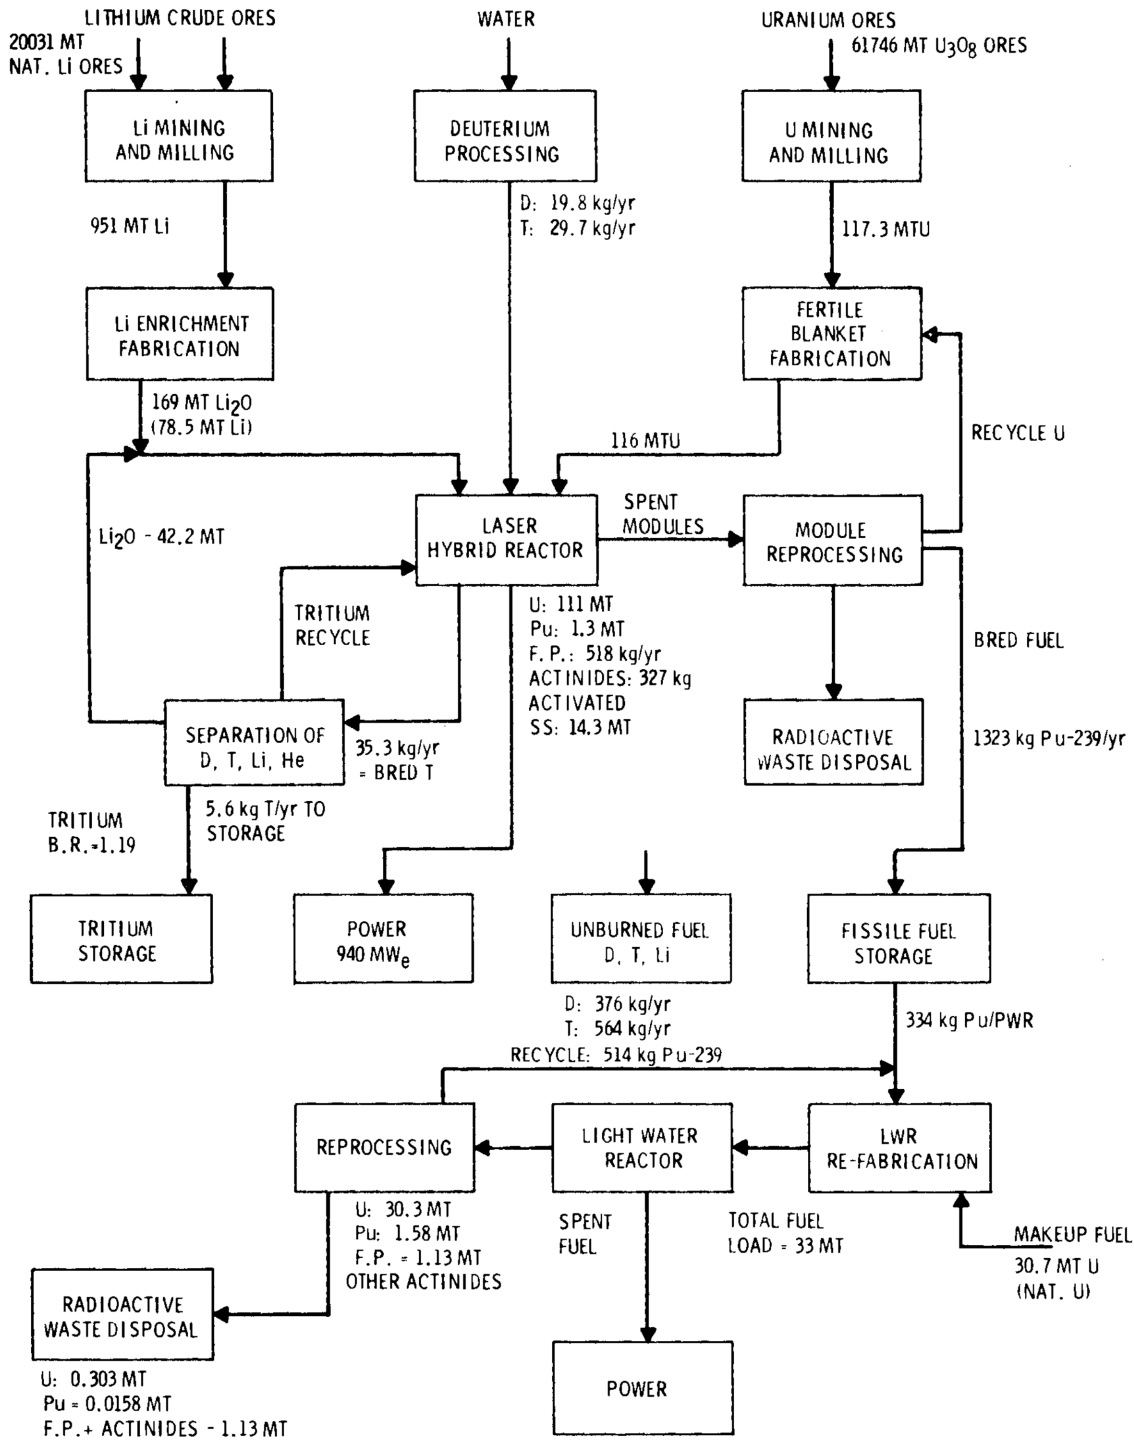 LITHIUM CRUDE ORES
20031 MT
NAT. Li ORES
WATER
URANIUM ORES
61746 MT U3O8 ORES
Li MINING
AND MILLING
DEUTERIUM
PROCESSING
U MINING
AND MILLING
951 MT Li
D: 19.8 kg/yr
T: 29.7 kg/yr
117.3 MTU
Li ENRICHMENT
FABRICATION
FERTILE
BLANKET
FABRICATION
169 MT Li2O
(78.5 MT Li)
116 MTU
RECYCLE U
Li2O - 42.2 MT
LASER
HYBRID REACTOR
SPENT
MODULES
MODULE
REPROCESSING
TRITIUM
RECYCLE
U: 111 MT
Pu: 1.3 MT
F.P.: 518 kg/yr
ACTINIDES: 327 kg
ACTIVATED
SS: 14.3 MT
BRED FUEL
SEPARATION OF
D, T, Li, He
35.3 kg/yr
= BRED T
RADIOACTIVE
WASTE DISPOSAL
1323 kg Pu-239/yr
TRITIUM
B.R.=1.19
5.6 kg T/yr TO
STORAGE
TRITIUM
STORAGE
POWER
940 MWe
UNBURNED FUEL
D, T, Li
FISSILE FUEL
STORAGE
D: 376 kg/yr
T: 564 kg/yr
334 kg Pu/PWR
RECYCLE: 514 kg Pu-239
REPROCESSING
LIGHT WATER
REACTOR
LWR
RE-FABRICATION
U: 30.3 MT
Pu: 1.58 MT
F.P. = 1.13 MT
OTHER ACTINIDES
SPENT
FUEL
TOTAL FUEL
LOAD = 33 MT
MAKEUP FUEL
30.7 MT U
(NAT. U)
RADIOACTIVE
WASTE DISPOSAL
U: 0.303 MT
Pu = 0.0158 MT
F.P.+ ACTINIDES - 1.13 MT
POWER